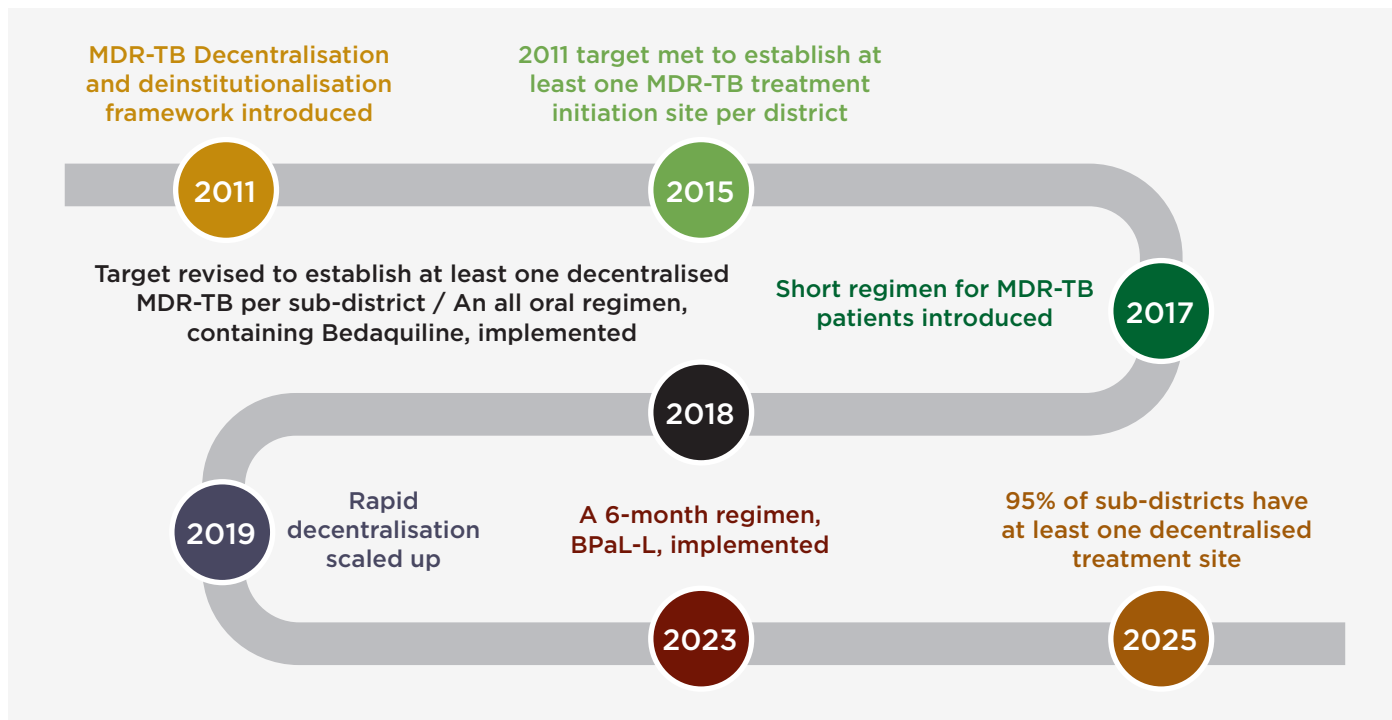 MDR-TB Decentralisation
and deinstitutionalisation
framework introduced
2011
2011 target met to establish at
least one MDR-TB treatment
initiation site per district
2015
Short regimen for MDR-TB
patients introduced
2017
Target revised to establish at least one decentralised
MDR-TB per sub-district / An all oral regimen,
containing Bedaquiline, implemented
2018
2019
Rapid
decentralisation
scaled up
A 6-month regimen,
BPaL-L, implemented
2023
95% of sub-districts have
at least one decentralised
treatment site
2025